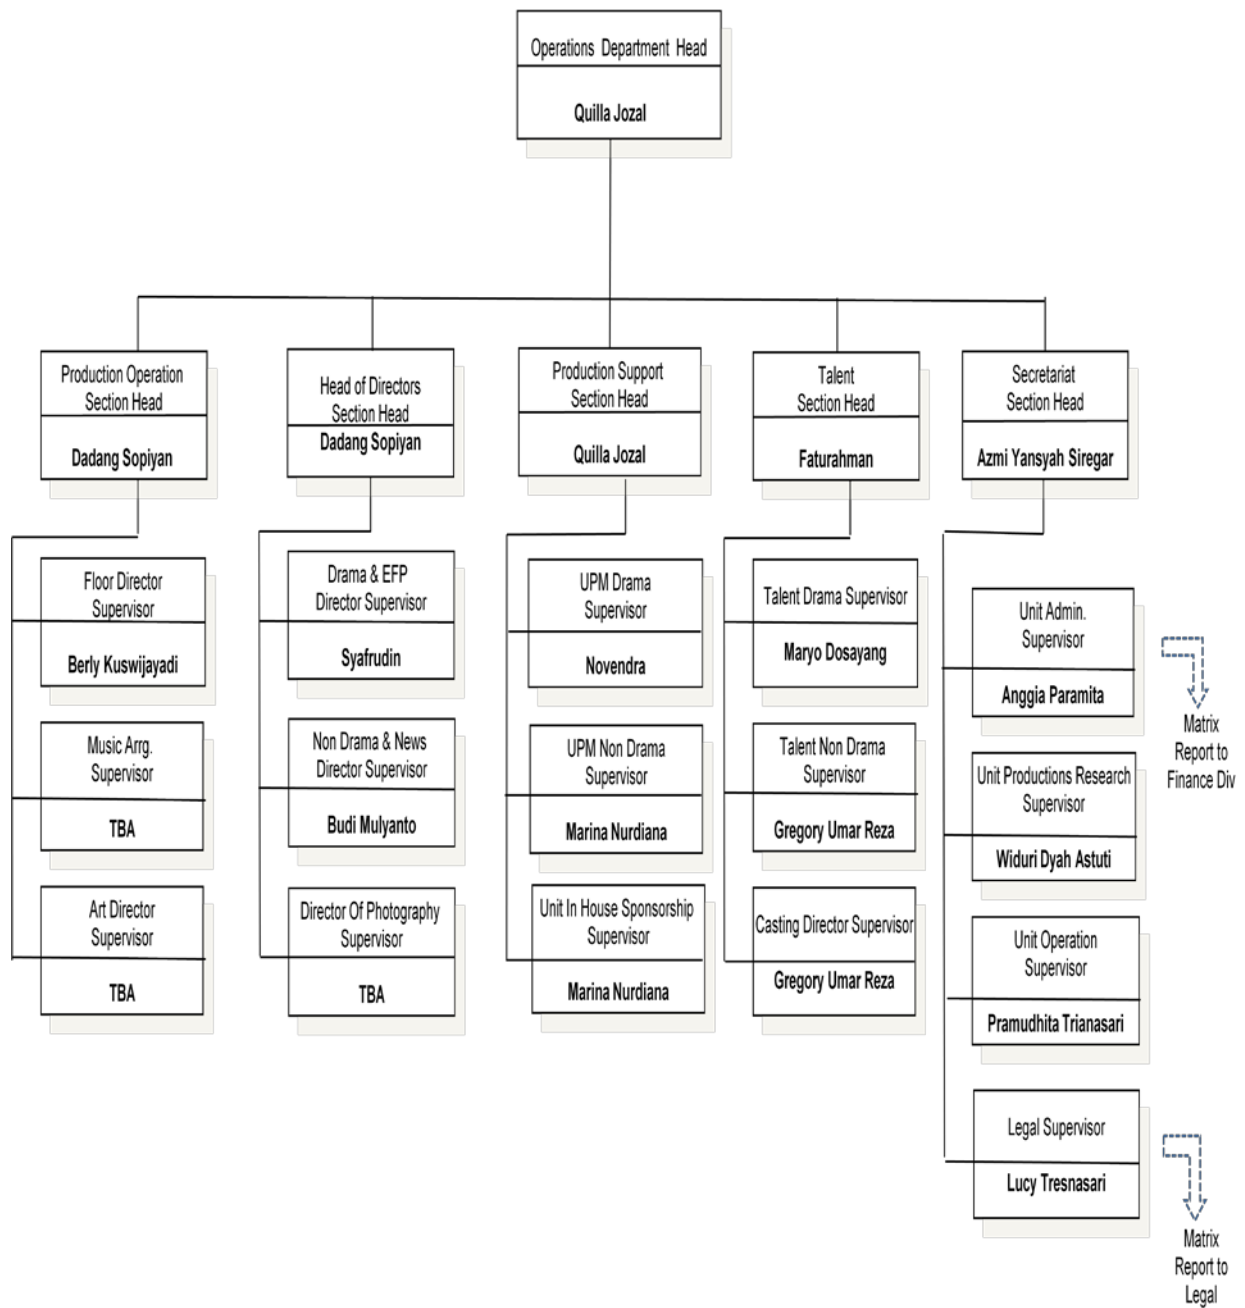 Operations Department Head
Quilla Jozal
Production Operation
Section Head
Dadang Sopiyan
Head of Directors
Section Head
Dadang Sopiyan
Production Support
Section Head
Quilla Jozal
Talent
Section Head
Faturahman
Secretariat
Section Head
Azmi Yansyah Siregar
Floor Director
Supervisor
Berly Kuswijayadi
Music Arrg.
Supervisor
TBA
Art Director
Supervisor
TBA
Drama & EFP
Director Supervisor
Syafrudin
Non Drama & News
Director Supervisor
Budi Mulyanto
Director Of Photography
Supervisor
TBA
UPM Drama
Supervisor
Novendra
UPM Non Drama
Supervisor
Marina Nurdiana
Unit In House Sponsorship
Supervisor
Marina Nurdiana
Talent Drama Supervisor
Maryo Dosayang
Talent Non Drama
Supervisor
Gregory Umar Reza
Casting Director Supervisor
Gregory Umar Reza
Unit Admin.
Supervisor
Anggia Paramita
Matrix
Report to
Finance Div
Unit Productions Research
Supervisor
Widuri Dyah Astuti
Unit Operation
Supervisor
Pramudhita Trianasari
Legal Supervisor
Lucy Tresnasari
Matrix
Report to
Legal